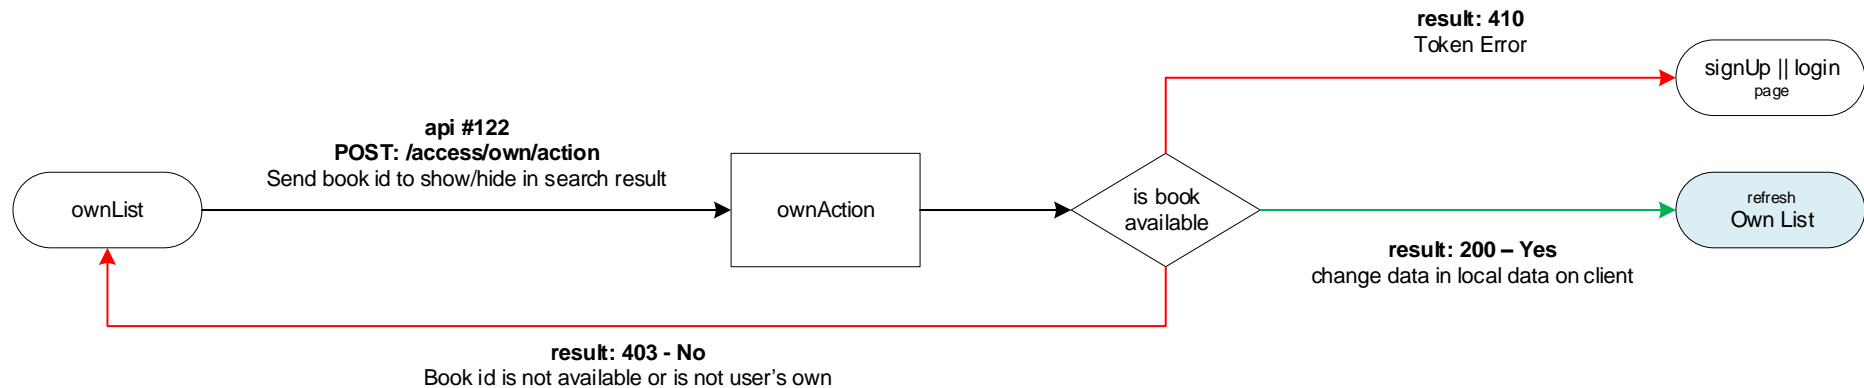 result: 410
Token Error
signUp || login
page
api #122
POST: /access/own/action
Send book id to show/hide in search result
ownList
ownAction
is book
available
refresh
Own List
result: 200 – Yes
change data in local data on client
result: 403 - No
Book id is not available or is not user’s own